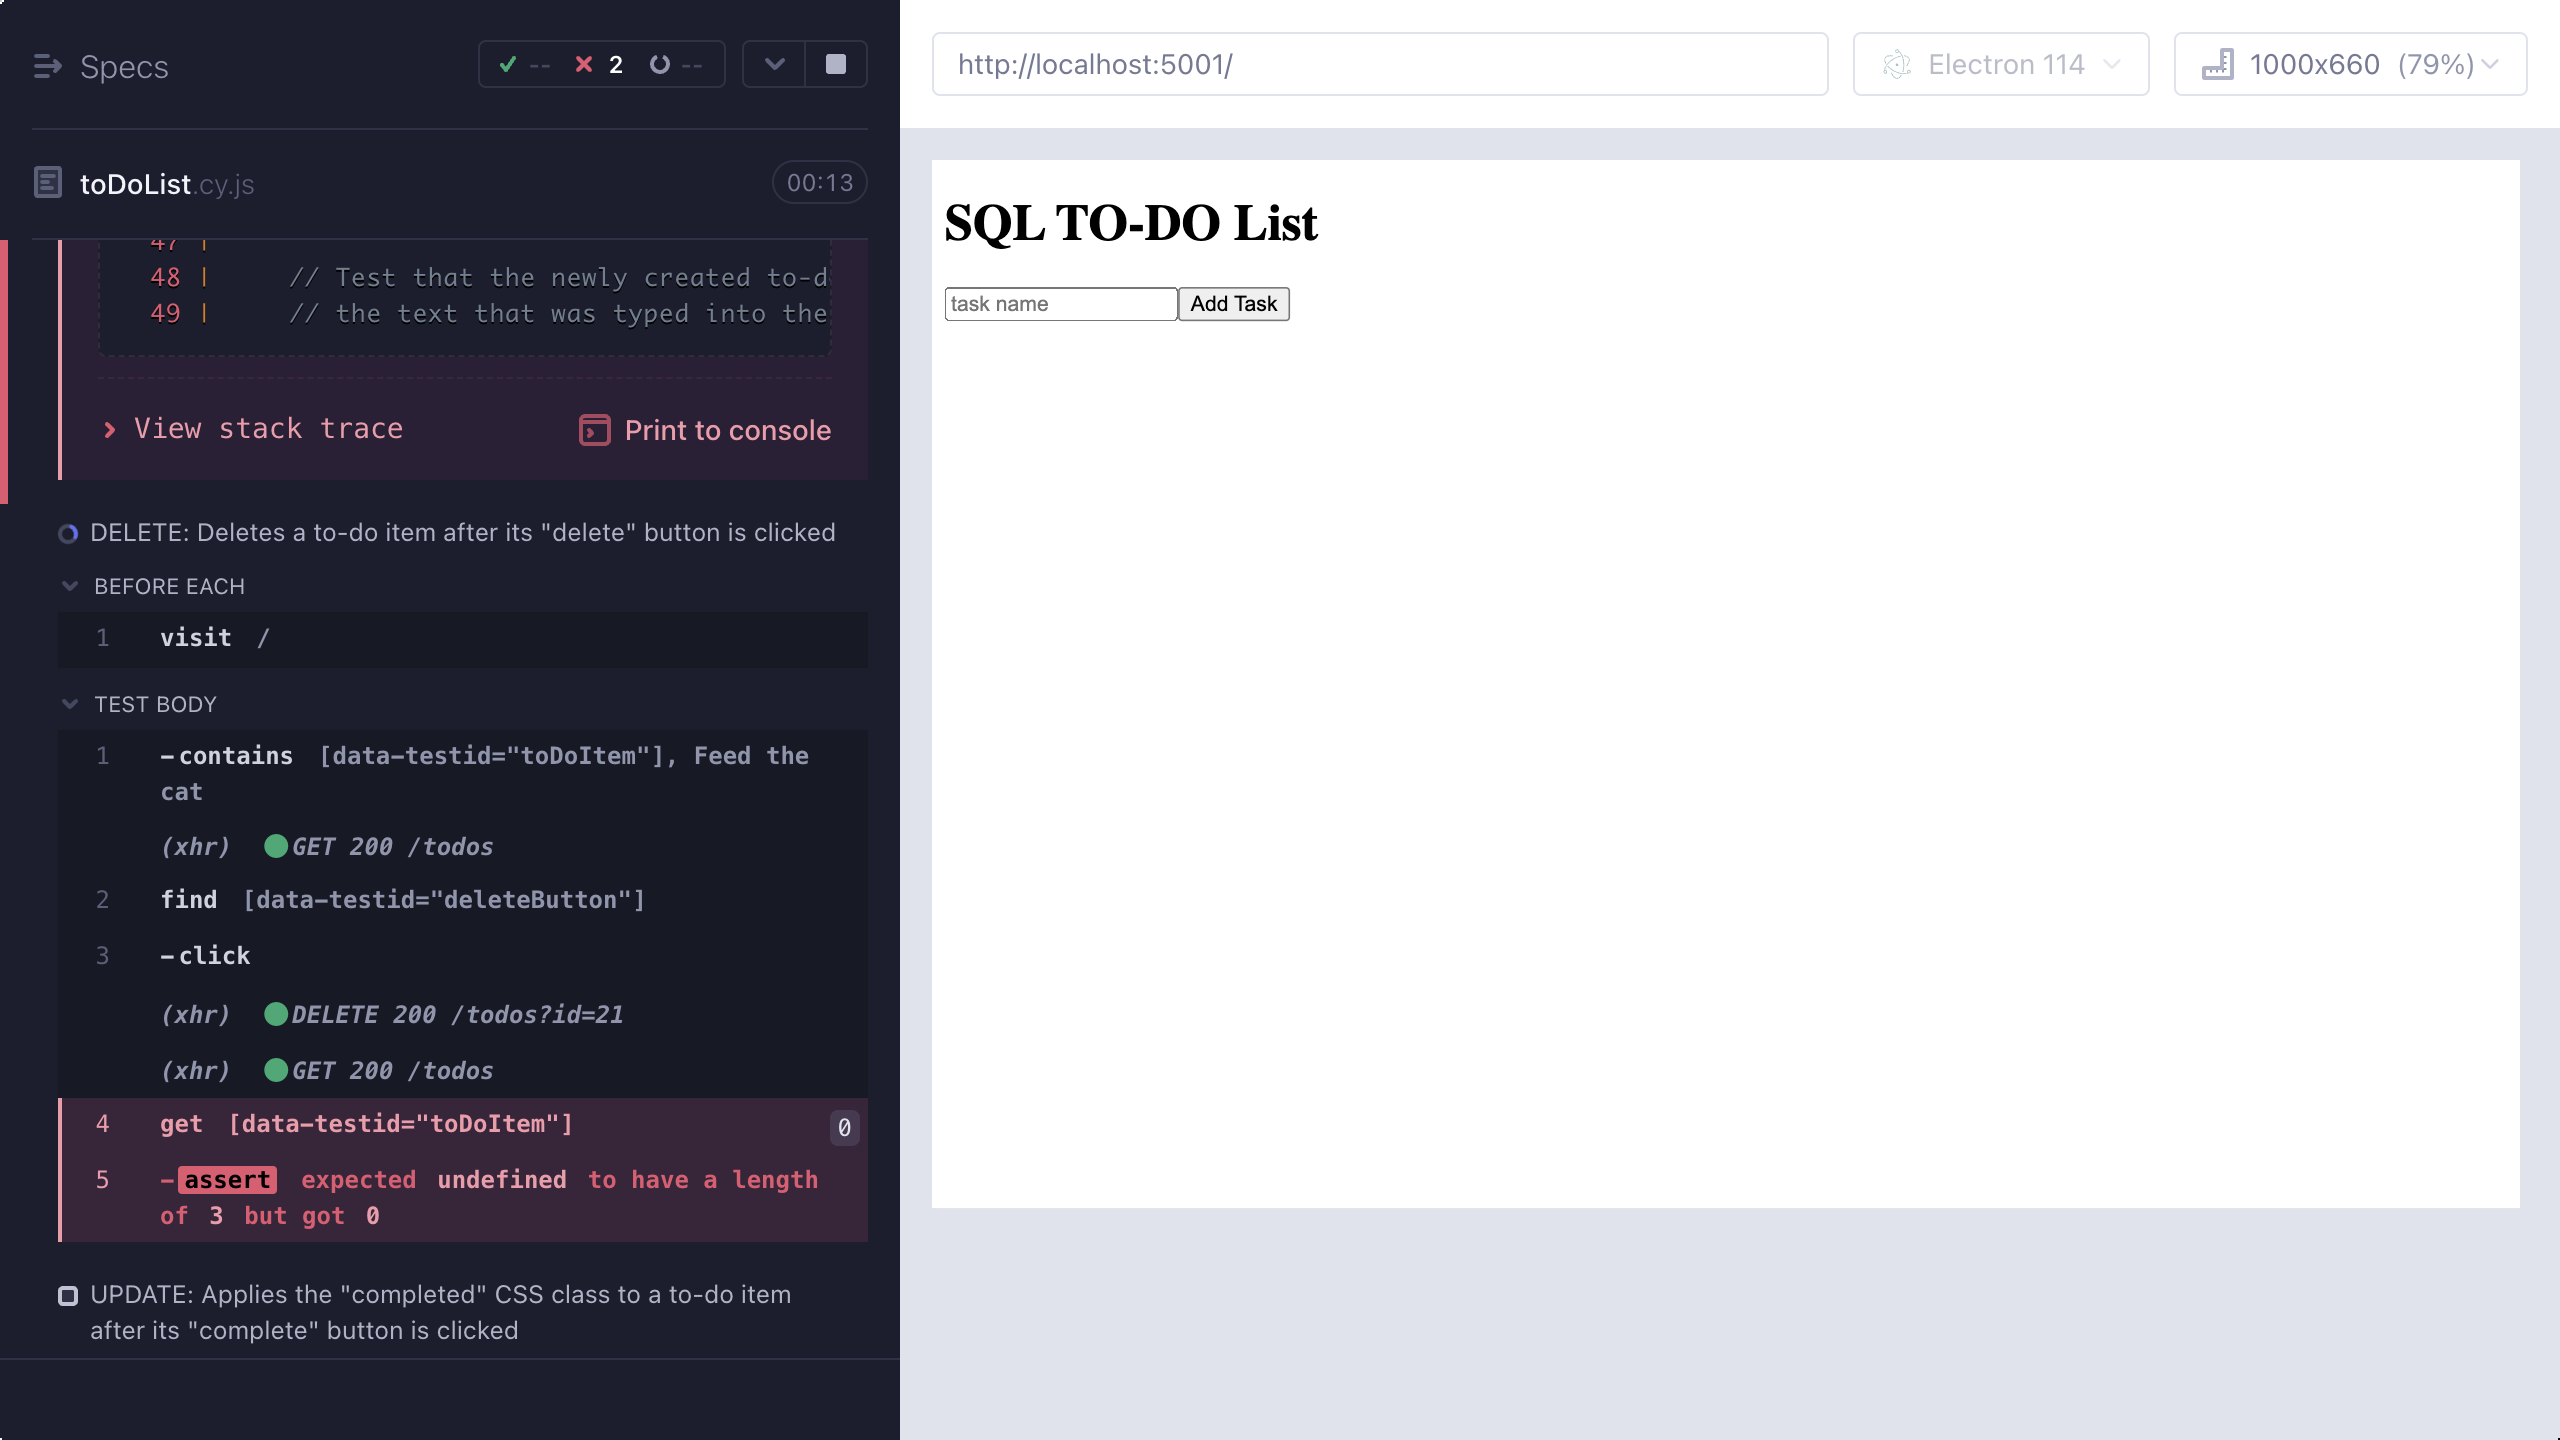 Specs
-- 2 --
toDoList.cy.js
00:13
47 |
48 | // Test that the newly created to-d
49 | // the text that was typed into the
View stack trace
Print to console
DELETE: Deletes a to-do item after its "delete" button is clicked
BEFORE EACH
1 visit /
TEST BODY
1 -contains [data-testid="toDoItem"], Feed the
cat
(xhr) GET 200 /todos
2 find [data-testid="deleteButton"]
3 -click
(xhr) DELETE 200 /todos?id=21
(xhr) GET 200 /todos
4 get [data-testid="toDoItem"] 0
5 -assert expected undefined to have a length
of 3 but got 0
UPDATE: Applies the "completed" CSS class to a to-do item
after its "complete" button is clicked
http://localhost:5001/
Electron 114
1000x660 (79%)
SQL TO-DO List
task name
Add Task